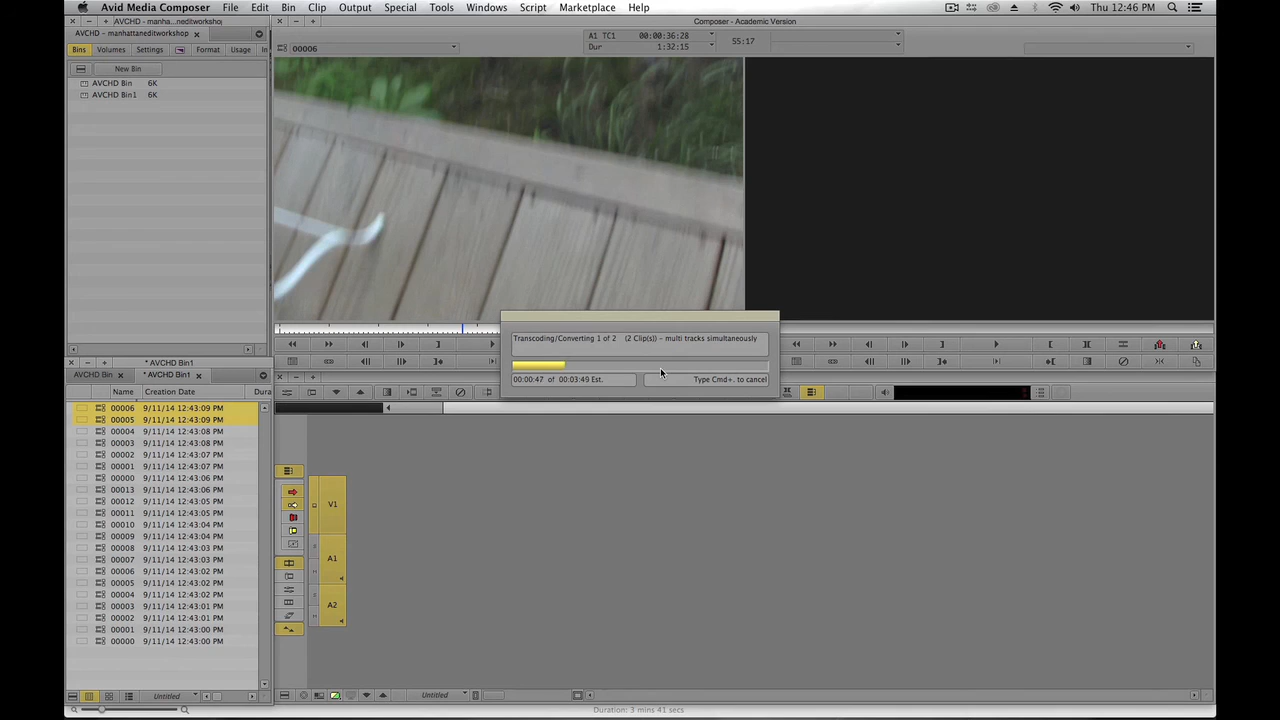 Avid Media Composer File Edit Bin Clip Output Special Tools Windows Script Marketplace Help Thu 12:46 PM
AVCHD - manha...neditworkshop
Composer - Academic Version
AVCHD - manhattaneditworkshop
Bins Volumes Settings Format Usage In
00006
A1 TC1 00:00:36:28
Dur 1:32:15
55:17
New Bin
AVCHD Bin 6K
AVCHD Bin1 6K
Transcoding/Converting 1 of 2 (2 Clip(s)) - multi tracks simultaneously
00:00:47 of 00:03:49 Est.
Type Cmd+. to cancel
* AVCHD Bin1
AVCHD Bin * AVCHD Bin1
Name Creation Date Dura
00006 9/11/14 12:43:09 PM
00005 9/11/14 12:43:09 PM
00004 9/11/14 12:43:08 PM
00003 9/11/14 12:43:08 PM
00002 9/11/14 12:43:07 PM
00001 9/11/14 12:43:07 PM
00000 9/11/14 12:43:06 PM
00013 9/11/14 12:43:06 PM
00012 9/11/14 12:43:05 PM
00011 9/11/14 12:43:05 PM
00010 9/11/14 12:43:04 PM
00009 9/11/14 12:43:04 PM
00008 9/11/14 12:43:03 PM
00007 9/11/14 12:43:03 PM
00006 9/11/14 12:43:02 PM
00005 9/11/14 12:43:02 PM
00004 9/11/14 12:43:02 PM
00003 9/11/14 12:43:01 PM
00002 9/11/14 12:43:01 PM
00001 9/11/14 12:43:00 PM
00000 9/11/14 12:43:00 PM
V1
A1
A2
Untitled
Untitled
Duration: 3 mins 41 secs